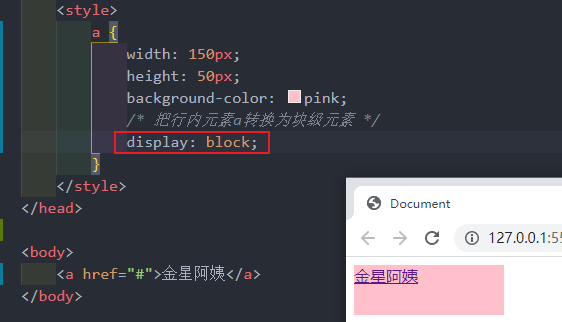 <style>
a {
width: 150px;
height: 50px;
background-color: pink;
/* 把行内元素a转换为块级元素 */
display: block;
}
</style>
</head>
<body>
<a href="#">金星阿姨</a>
</body>
Document
127.0.0.1:55
金星阿姨